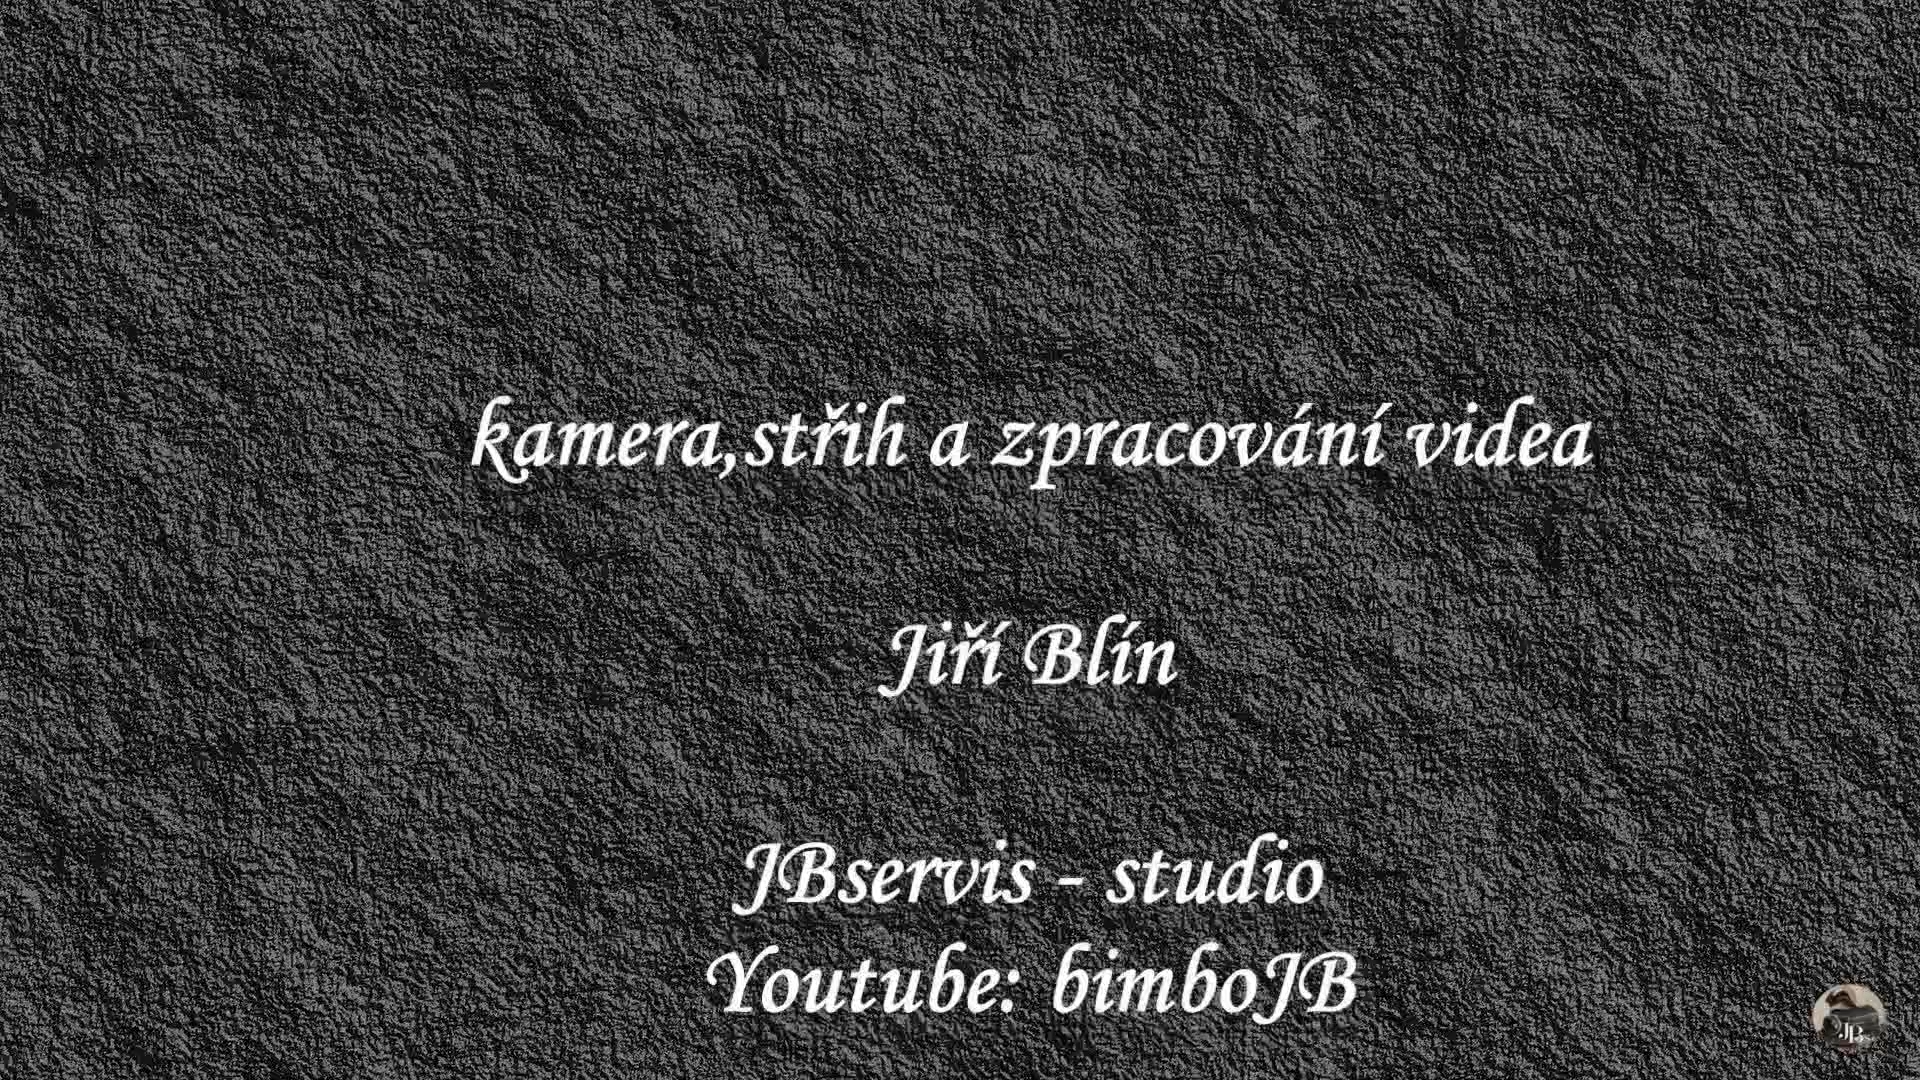 kamera,střih a zpracování videa
Jiří Blín
JBservis - studio
Youtube: bimboJB